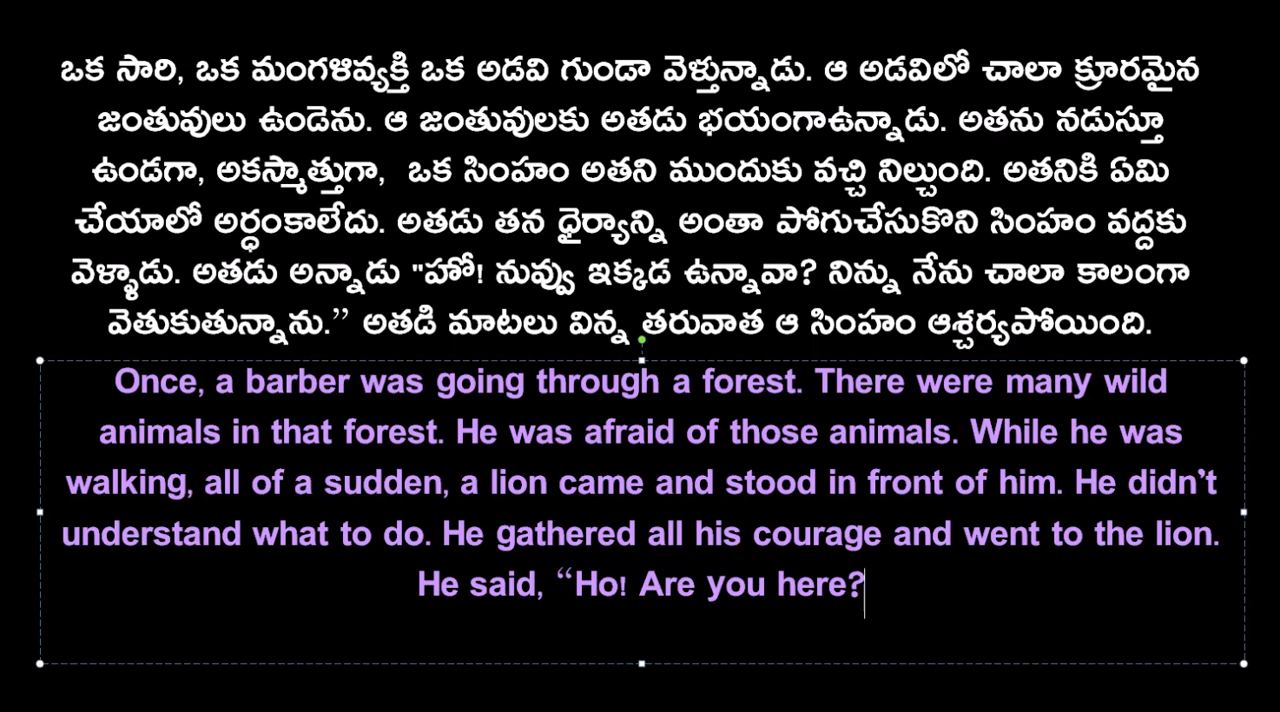 ఒక సారి, ఒక మంగళివ్యక్తి ఒక అడవి గుండా వెళ్తున్నాడు. ఆ అడవిలో చాలా క్రూరమైన
జంతువులు ఉండెను. ఆ జంతువులకు అతడు భయంగాఉన్నాడు. అతను నడుస్తూ
ఉండగా, అకస్మాత్తుగా, ఒక సింహం అతని ముందుకు వచ్చి నిల్చుంది. అతనికి ఏమి
చేయాలో అర్ధంకాలేదు. అతడు తన ధైర్యాన్ని అంతా పోగుచేసుకొని సింహం వద్దకు
వెళ్ళాడు. అతడు అన్నాడు "హో! నువ్వు ఇక్కడ ఉన్నావా? నిన్ను నేను చాలా కాలంగా
వెతుకుతున్నాను.” అతడి మాటలు విన్న తరువాత ఆ సింహం ఆశ్చర్యపోయింది.
Once, a barber was going through a forest. There were many wild
animals in that forest. He was afraid of those animals. While he was
walking, all of a sudden, a lion came and stood in front of him. He didn’t
understand what to do. He gathered all his courage and went to the lion.
He said, “Ho! Are you here?